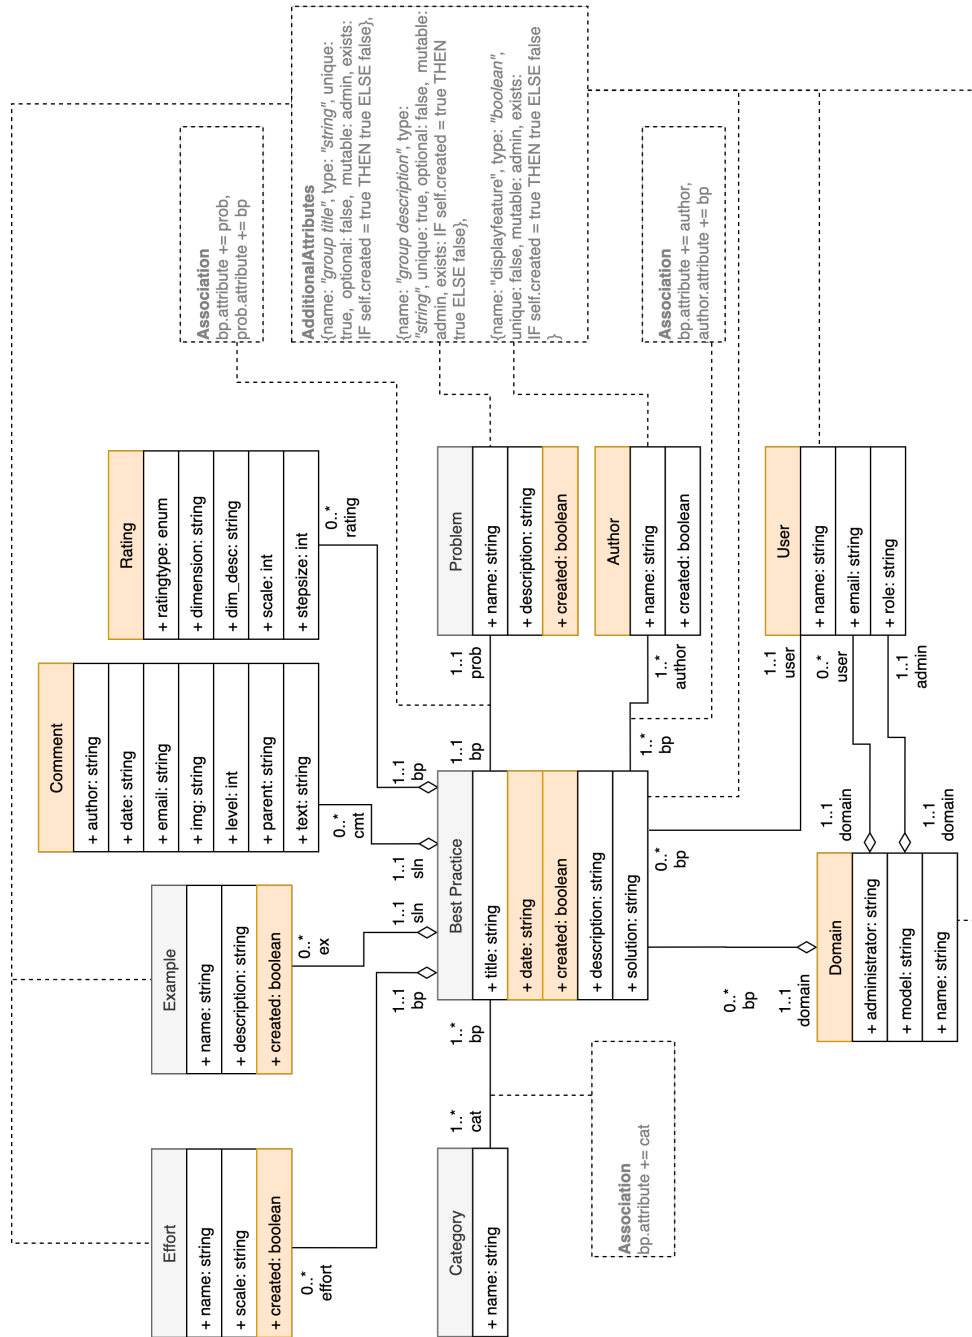 Effort
+ name: string
+ scale: string
+ created: boolean
0..*
effort
Example
+ name: string
+ description: string
+ created: boolean
0..*
ex
Comment
+ author: string
+ date: string
+ email: string
+ img: string
+ level: int
+ parent: string
+ text: string
0..*
cmt
Rating
+ ratingtype: enum
+ dimension: string
+ dim_desc: string
+ scale: int
+ stepsize: int
0..*
rating
Association
bp.attribute += prob,
prob.attribute += bp
AdditionalAttributes
{name: "group title", type: "string", unique:
true, optional: false, mutable: admin, exists:
IF self.created = true THEN true ELSE false},
{name: "group description", type:
"string", unique: true, optional: false, mutable:
admin, exists: IF self.created = true THEN
true ELSE false},
{name: "displayfeature", type: "boolean",
unique: false, mutable: admin, exists:
IF self.created = true THEN true ELSE false
}
Category
+ name: string
1..*
cat
1..*
bp
1..1
bp
1..1
sln
1..1
sln
1..1
bp
Best Practice
+ title: string
+ date: string
+ created: boolean
+ description: string
+ solution: string
1..1
bp
1..1
prob
Problem
+ name: string
+ description: string
+ created: boolean
1..*
bp
1..*
author
Author
+ name: string
+ created: boolean
Association
bp.attribute += author,
author.attribute += bp
Association
bp.attribute += cat
0..*
bp
1..1
domain
0..*
bp
1..1
user
Domain
+ administrator: string
+ model: string
+ name: string
1..1
domain
1..1
domain
0..*
user
1..1
admin
User
+ name: string
+ email: string
+ role: string